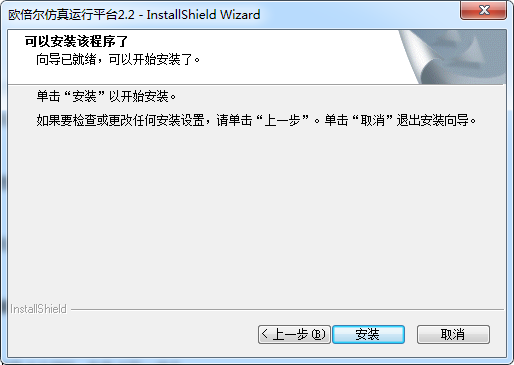 欧倍尔仿真运行平台2.2 - InstallShield Wizard
可以安装该程序了
向导已就绪，可以开始安装了。
单击“安装”以开始安装。
如果要检查或更改任何安装设置，请单击“上一步”。单击“取消”退出安装向导。
InstallShield
< 上一步(B)
安装
取消